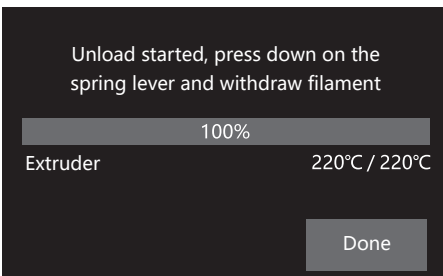 Unload started, press down on the
spring lever and withdraw filament
100%
Extruder 220℃ / 220℃
Done